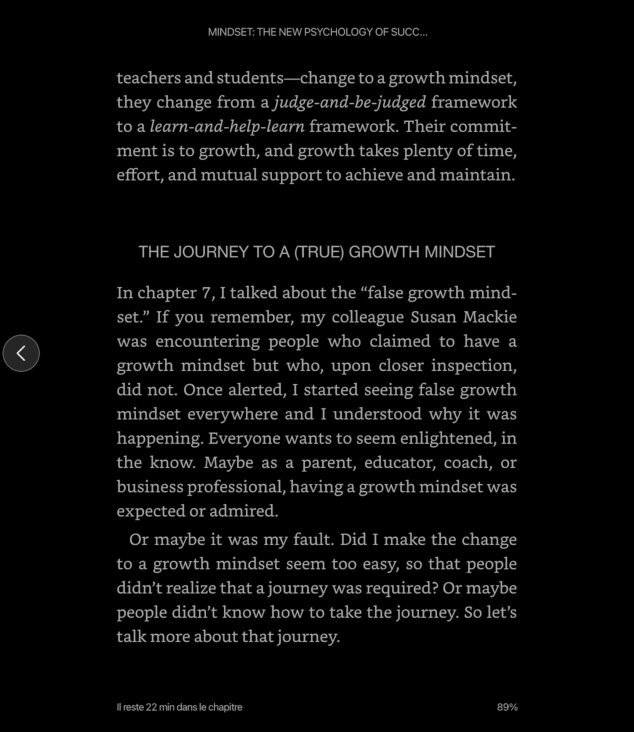 MINDSET: THE NEW PSYCHOLOGY OF SUCC...
teachers and students—change to a growth mindset,
they change from a judge-and-be-judged framework
to a learn-and-help-learn framework. Their commit-
ment is to growth, and growth takes plenty of time,
effort, and mutual support to achieve and maintain.
THE JOURNEY TO A (TRUE) GROWTH MINDSET
In chapter 7, I talked about the “false growth mind-
set.” If you remember, my colleague Susan Mackie
was encountering people who claimed to have a
growth mindset but who, upon closer inspection,
did not. Once alerted, I started seeing false growth
mindset everywhere and I understood why it was
happening. Everyone wants to seem enlightened, in
the know. Maybe as a parent, educator, coach, or
business professional, having a growth mindset was
expected or admired.
Or maybe it was my fault. Did I make the change
to a growth mindset seem too easy, so that people
didn’t realize that a journey was required? Or maybe
people didn’t know how to take the journey. So let’s
talk more about that journey.
Il reste 22 min dans le chapitre
89%